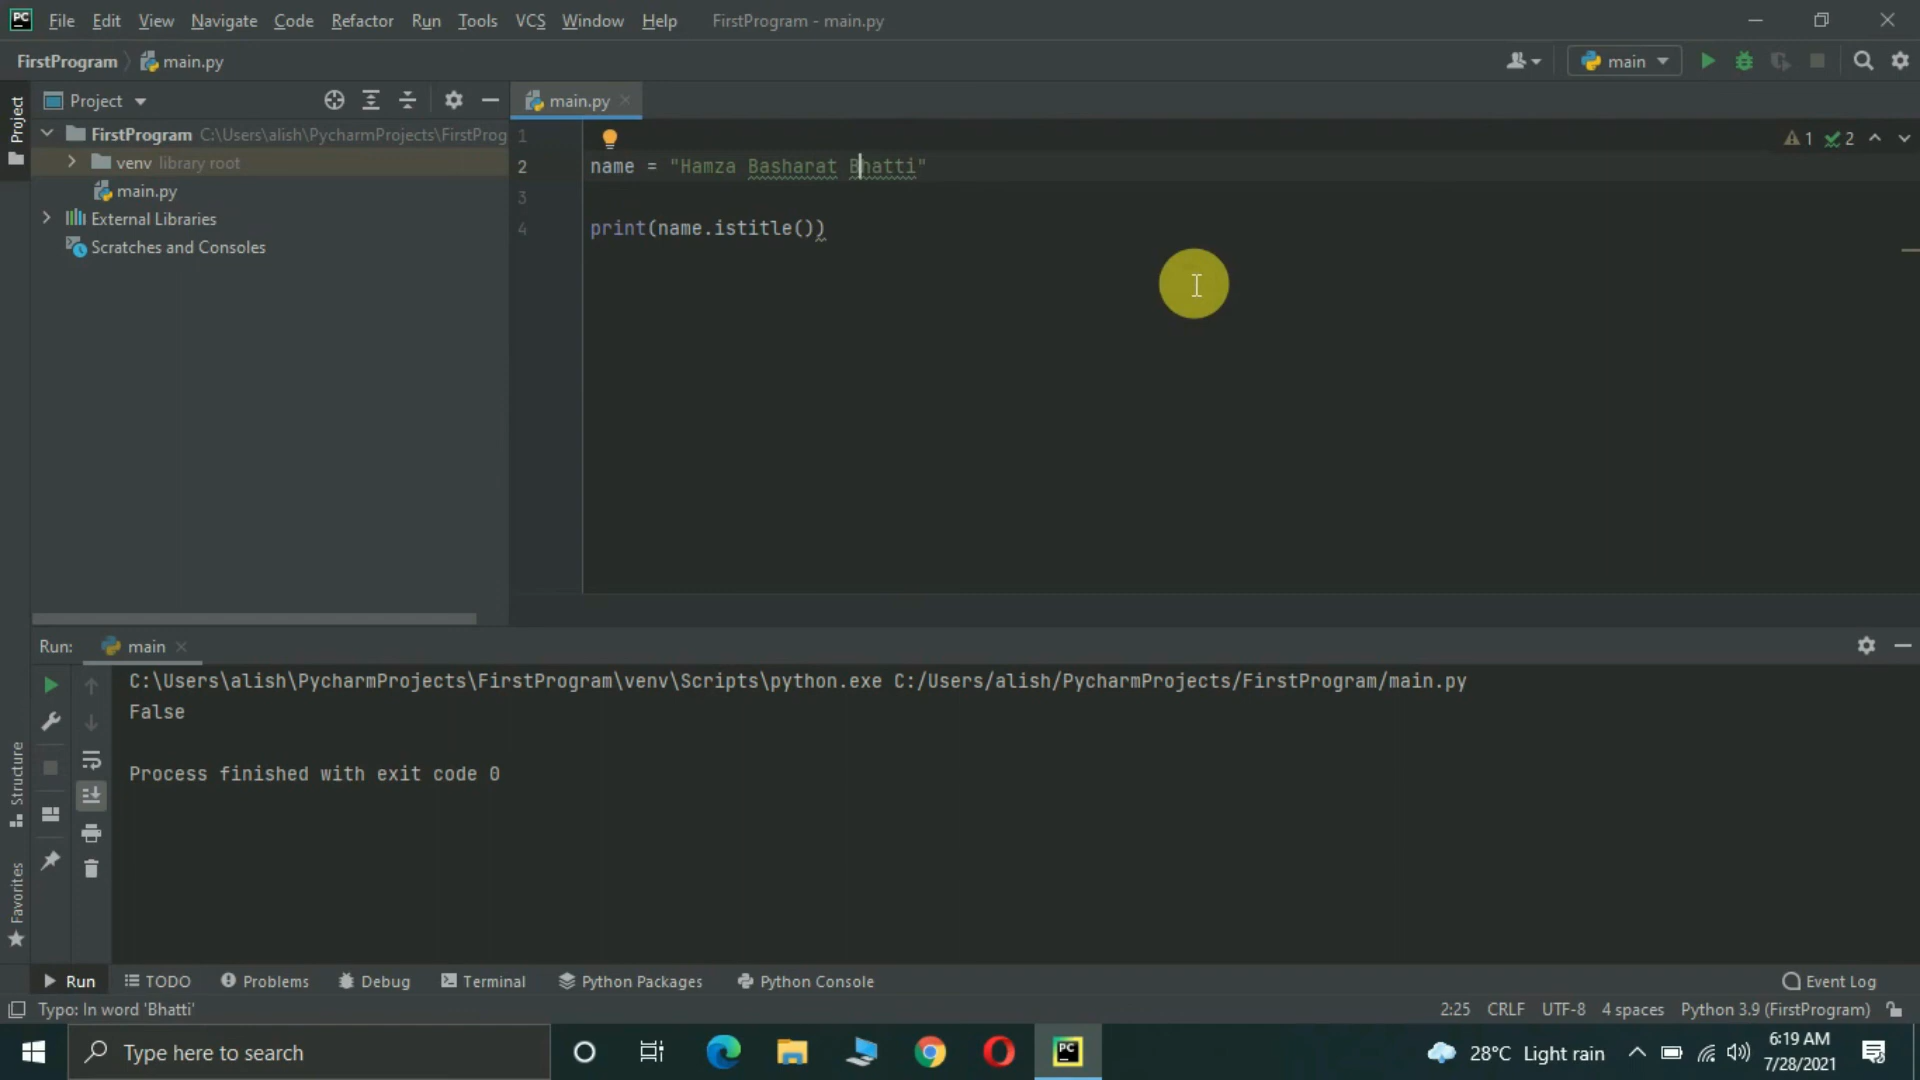 PC File Edit View Navigate Code Refactor Run Tools VCS Window Help FirstProgram - main.py
FirstProgram main.py main
Project main.py
Project
FirstProgram C:\Users\alish\PycharmProjects\FirstProg
venv library root
main.py
External Libraries
Scratches and Consoles
1
2 name = "Hamza Basharat Bhatti"
3
4 print(name.istitle())
1 2
Run: main
C:\Users\alish\PycharmProjects\FirstProgram\venv\Scripts\python.exe C:/Users/alish/PycharmProjects/FirstProgram/main.py
False
Process finished with exit code 0
Structure
Favorites
Run TODO Problems Debug Terminal Python Packages Python Console Event Log
Typo: In word 'Bhatti' 2:25 CRLF UTF-8 4 spaces Python 3.9 (FirstProgram)
Type here to search PC 28°C Light rain 6:19 AM
7/28/2021